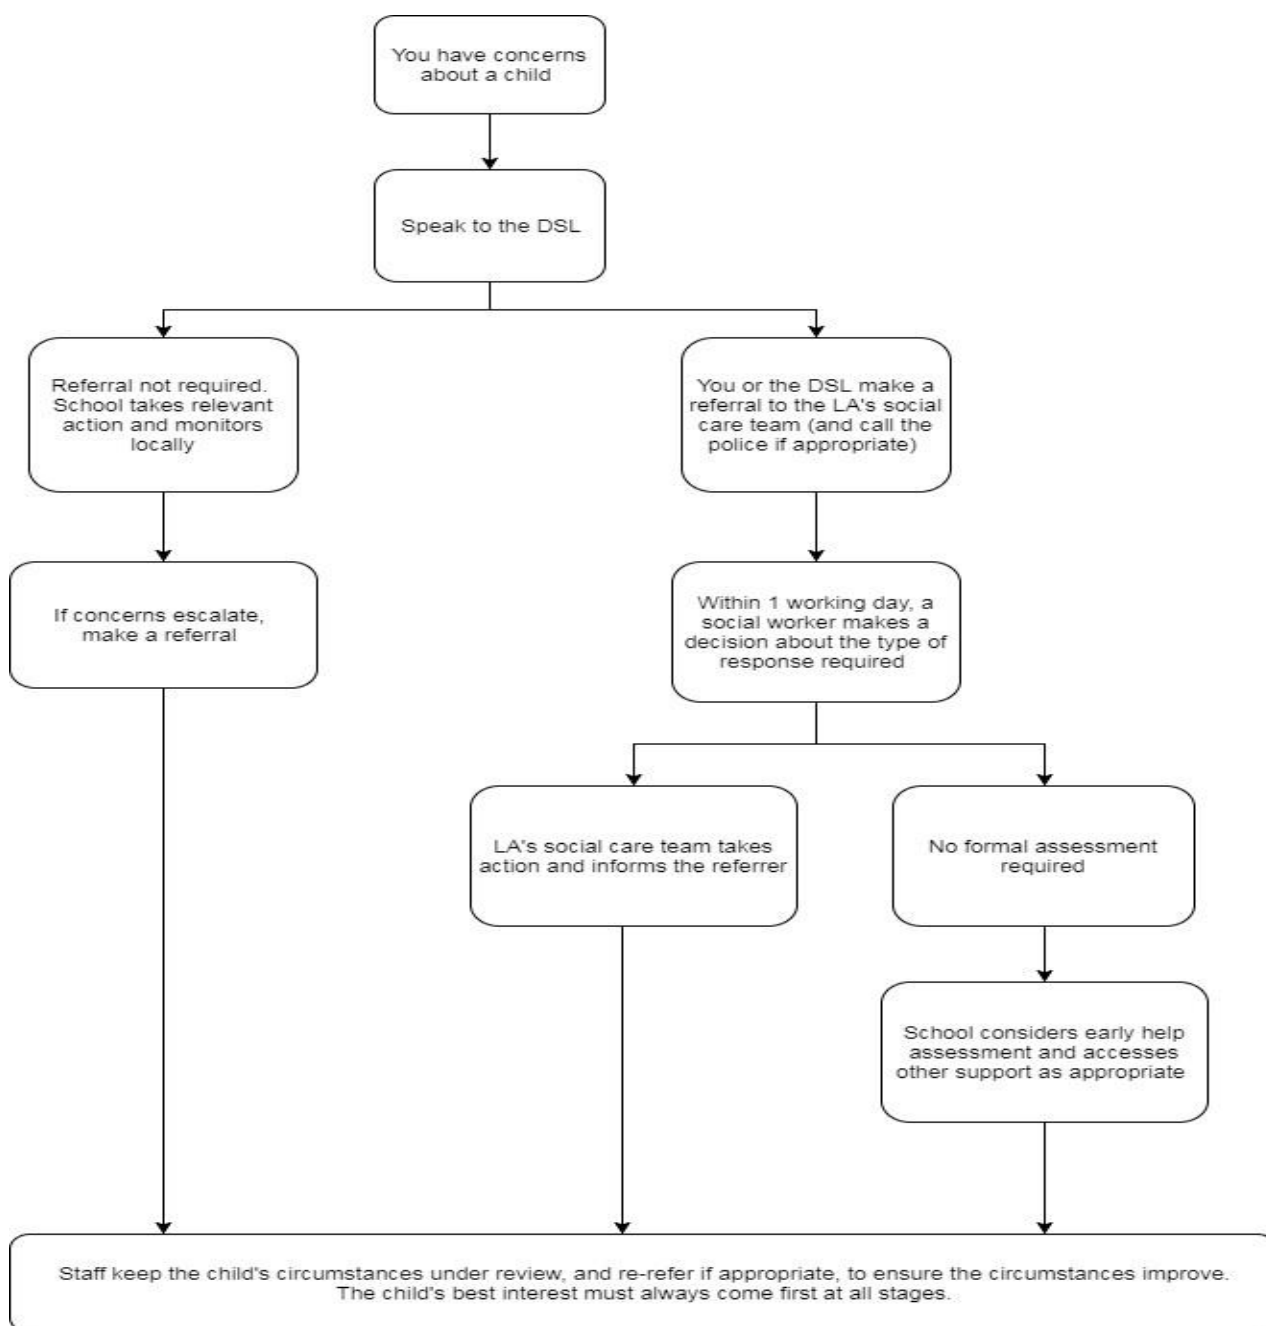 You have concerns
about a child
Speak to the DSL
Referral not required.
School takes relevant
action and monitors
locally
You or the DSL make a
referral to the LA's social
care team (and call the
police if appropriate)
If concerns escalate,
make a referral
Within 1 working day, a
social worker makes a
decision about the type of
response required
LA's social care team takes
action and informs the referrer
No formal assessment
required
School considers early help
assessment and accesses
other support as appropriate
Staff keep the child's circumstances under review, and re-refer if appropriate, to ensure the circumstances improve.
The child's best interest must always come first at all stages.